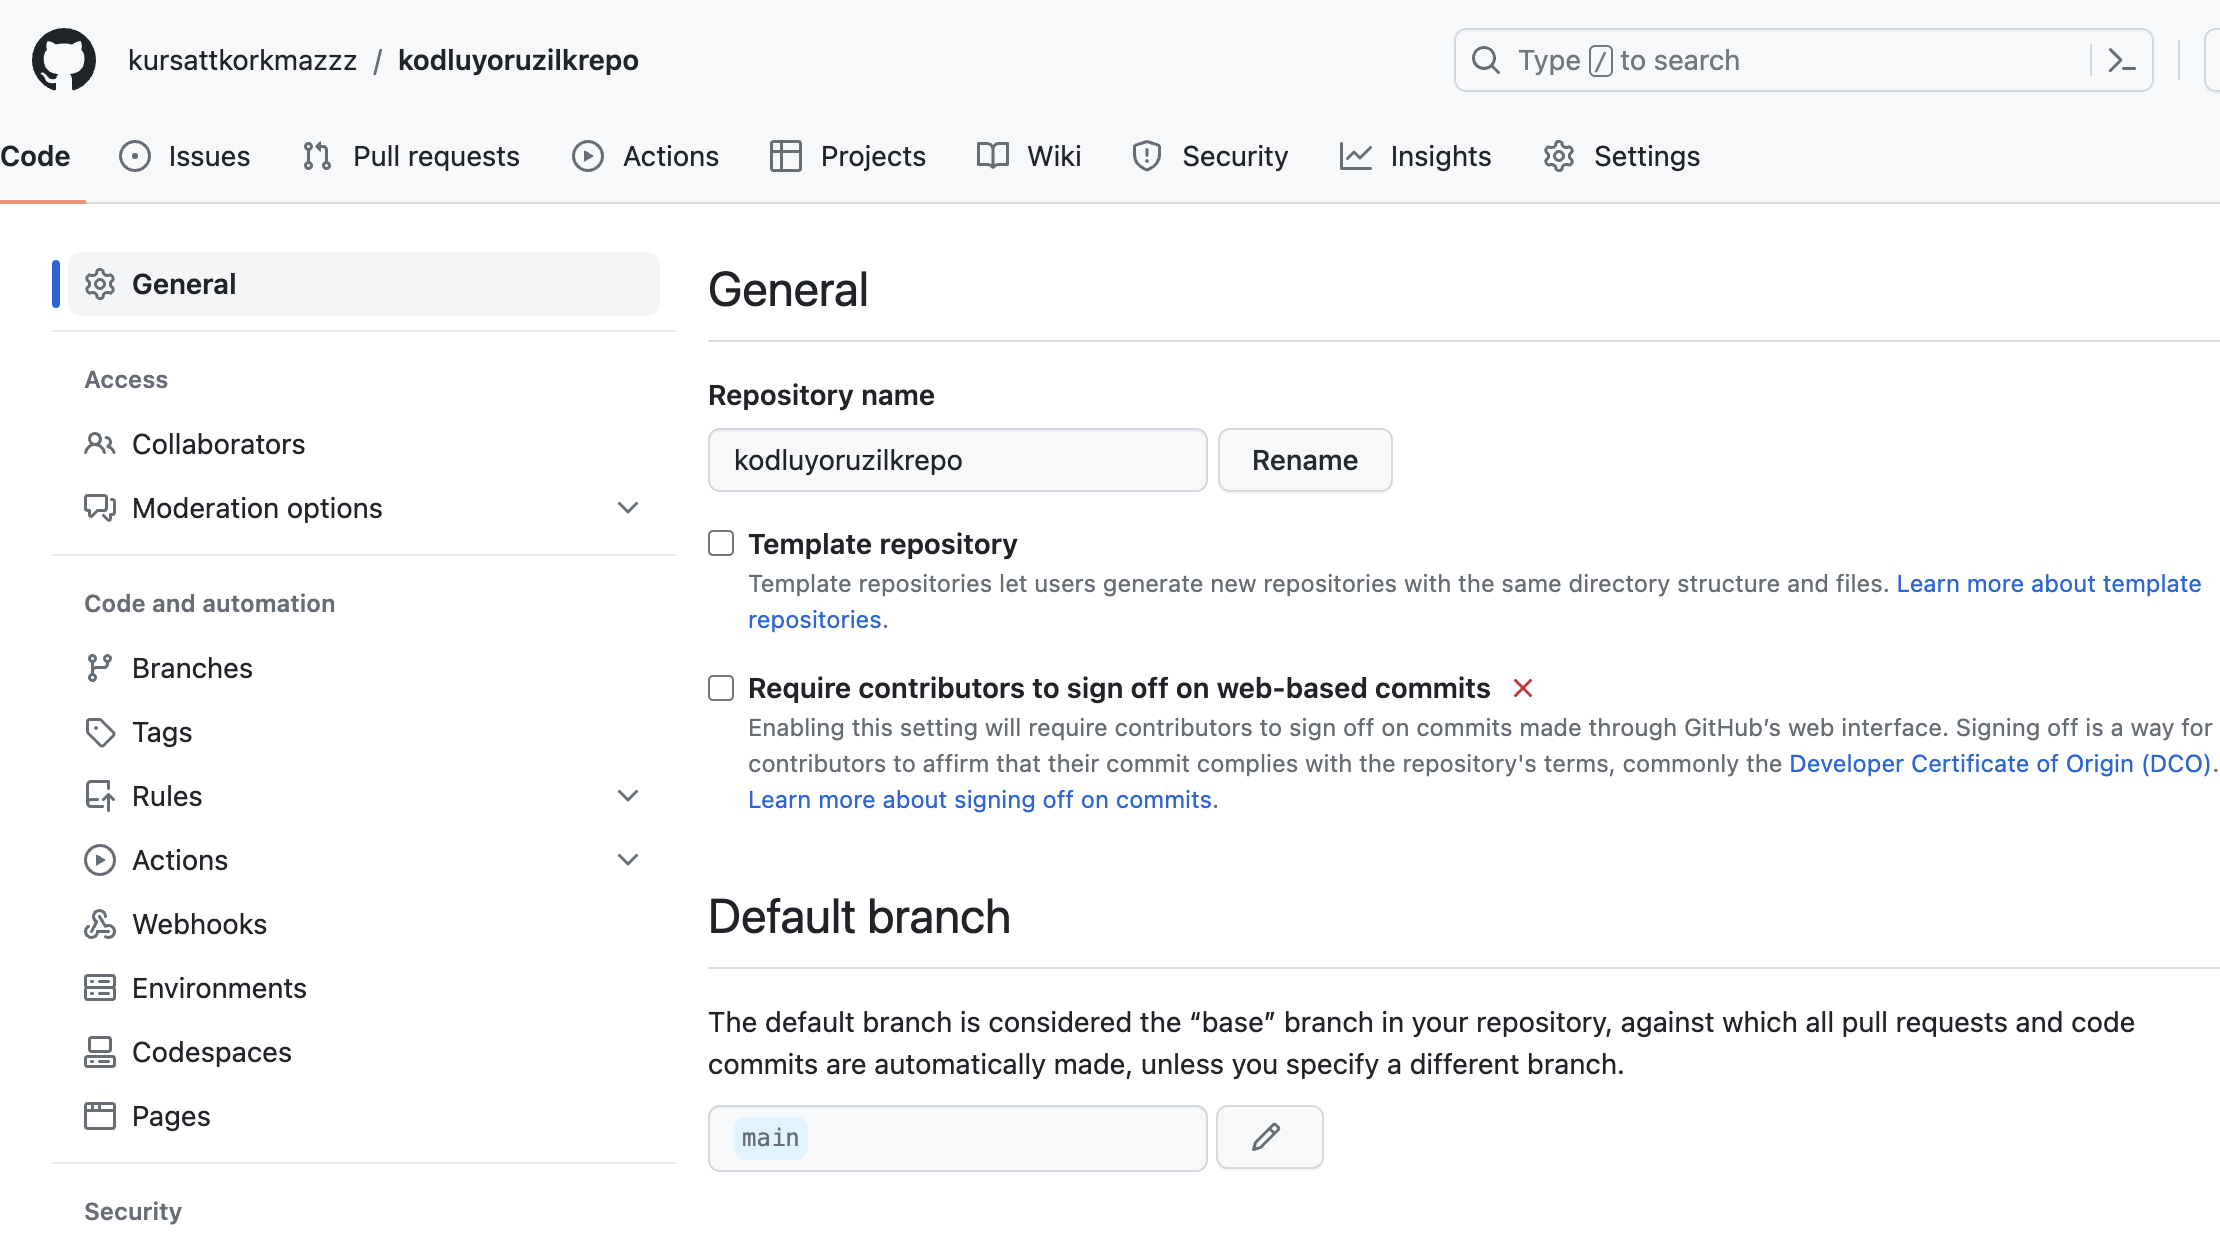 kursattkorkmazzz / kodluyoruzilkrepo
Type / to search
Code Issues Pull requests Actions Projects Wiki Security Insights Settings
General
Access
Collaborators
Moderation options
Code and automation
Branches
Tags
Rules
Actions
Webhooks
Environments
Codespaces
Pages
Security
General
Repository name
kodluyoruzilkrepo Rename
Template repository
Template repositories let users generate new repositories with the same directory structure and files. Learn more about template
repositories.
Require contributors to sign off on web-based commits
Enabling this setting will require contributors to sign off on commits made through GitHub’s web interface. Signing off is a way for
contributors to affirm that their commit complies with the repository's terms, commonly the Developer Certificate of Origin (DCO).
Learn more about signing off on commits.
Default branch
The default branch is considered the “base” branch in your repository, against which all pull requests and code
commits are automatically made, unless you specify a different branch.
main